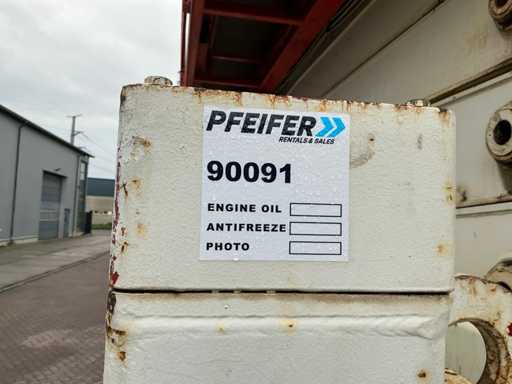 PFEIFER
RENTALS & SALES
90091
ENGINE OIL
ANTIFREEZE
PHOTO